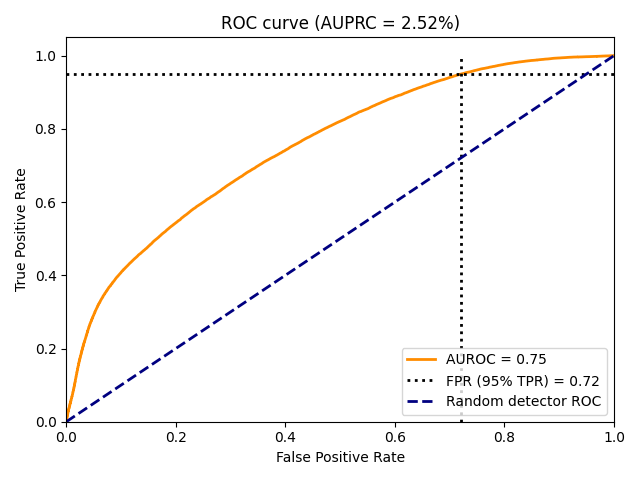 ROC curve (AUPRC = 2.52%)
True Positive Rate
1.0
0.8
0.6
0.4
0.2
0.0
AUROC = 0.75
FPR (95% TPR) = 0.72
Random detector ROC
0.0 0.2 0.4 0.6 0.8 1.0
False Positive Rate